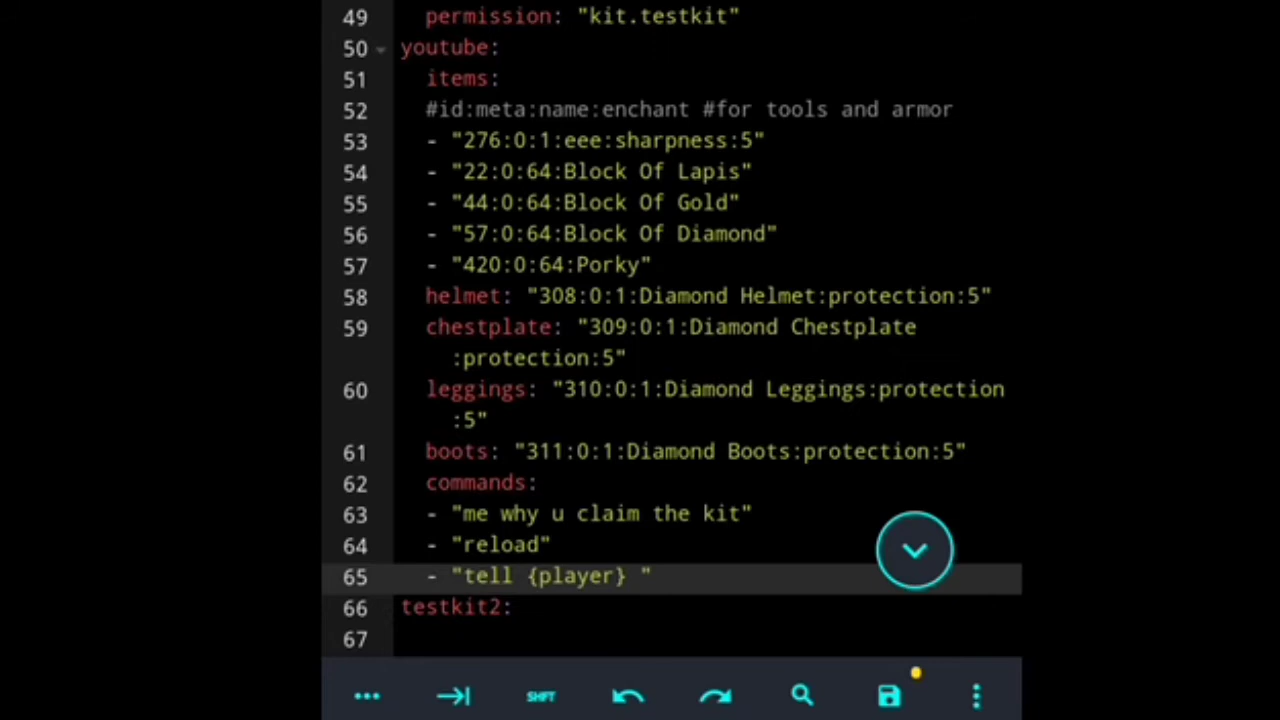 49 permission: "kit.testkit"
50 youtube:
51 items:
52 #id:meta:name:enchant #for tools and armor
53 - "276:0:1:eee:sharpness:5"
54 - "22:0:64:Block Of Lapis"
55 - "44:0:64:Block Of Gold"
56 - "57:0:64:Block Of Diamond"
57 - "420:0:64:Porky"
58 helmet: "308:0:1:Diamond Helmet:protection:5"
59 chestplate: "309:0:1:Diamond Chestplate
:protection:5"
60 leggings: "310:0:1:Diamond Leggings:protection
:5"
61 boots: "311:0:1:Diamond Boots:protection:5"
62 commands:
63 - "me why u claim the kit"
64 - "reload"
65 - "tell {player} "
66 testkit2:
67
SHFT